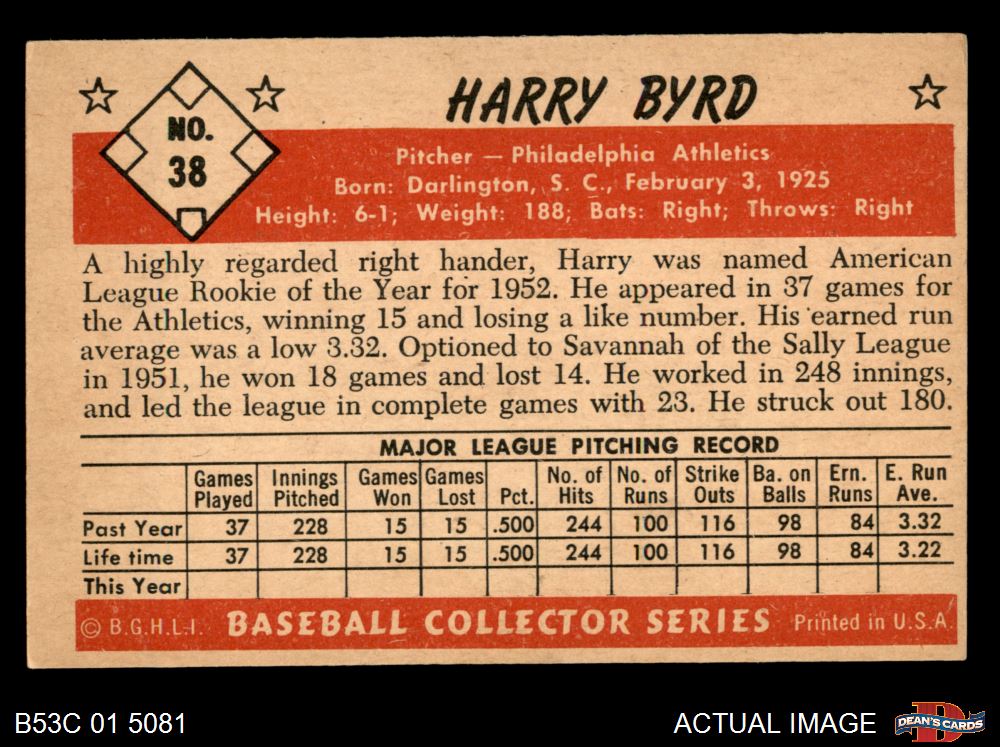 NO.
38
HARRY BYRD
Pitcher — Philadelphia Athletics
Born: Darlington, S. C., February 3, 1925
Height: 6-1; Weight: 188; Bats: Right; Throws: Right
A highly regarded right hander, Harry was named American
League Rookie of the Year for 1952. He appeared in 37 games for
the Athletics, winning 15 and losing a like number. His earned run
average was a low 3.32. Optioned to Savannah of the Sally League
in 1951, he won 18 games and lost 14. He worked in 248 innings,
and led the league in complete games with 23. He struck out 180.
MAJOR LEAGUE PITCHING RECORD
Games Innings Games Games No. of No. of Strike Ba. on Ern. E. Run
Played Pitched Won Lost Pct. Hits Runs Outs Balls Runs Ave.
Past Year 37 228 15 15 .500 244 100 116 98 84 3.32
Life time 37 228 15 15 .500 244 100 116 98 84 3.22
This Year
© B.G.H.L.I. BASEBALL COLLECTOR SERIES Printed in U.S.A.
B53C 01 5081 ACTUAL IMAGE DEAN'S CARDS